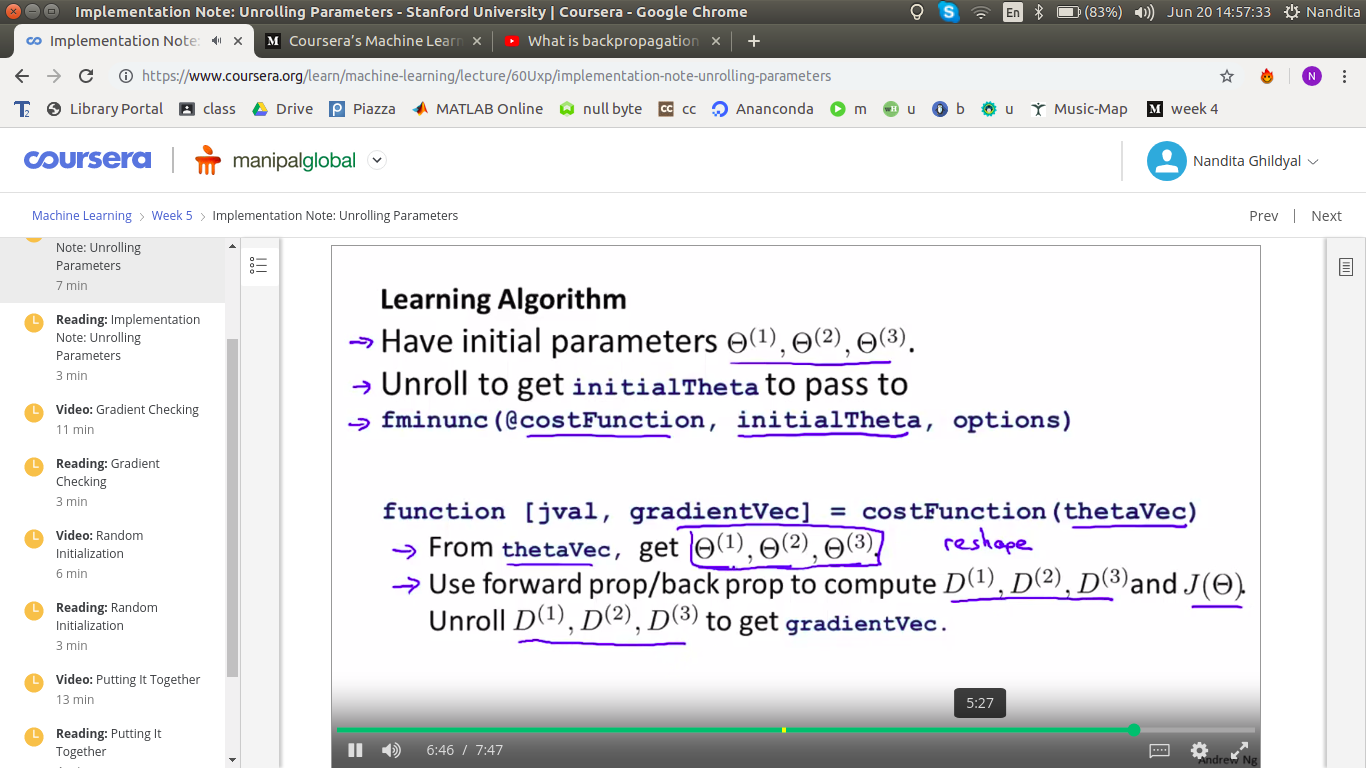 Implementation Note: Unrolling Parameters - Stanford University | Coursera - Google Chrome
En
(83%)
Jun 20 14:57:33
Nandita
Implementation Note:
Coursera's Machine Learn
What is backpropagation
https://www.coursera.org/learn/machine-learning/lecture/60Uxp/implementation-note-unrolling-parameters
N
Library Portal
class
Drive
Piazza
MATLAB Online
null byte
cc
Ananconda
m
u
b
u
Music-Map
week 4
coursera
manipalglobal
Nandita Ghildyal
Machine Learning > Week 5 > Implementation Note: Unrolling Parameters
Prev | Next
Note: Unrolling
Parameters
7 min
Reading: Implementation
Note: Unrolling
Parameters
3 min
Video: Gradient Checking
11 min
Reading: Gradient
Checking
3 min
Video: Random
Initialization
6 min
Reading: Random
Initialization
3 min
Video: Putting It Together
13 min
Reading: Putting It
Together
Learning Algorithm
→ Have initial parameters Θ⁽¹⁾, Θ⁽²⁾, Θ⁽³⁾.
→ Unroll to get initialTheta to pass to
→ fminunc(@costFunction, initialTheta, options)
function [jval, gradientVec] = costFunction(thetaVec)
→ From thetaVec, get Θ⁽¹⁾, Θ⁽²⁾, Θ⁽³⁾. reshape
→ Use forward prop/back prop to compute D⁽¹⁾, D⁽²⁾, D⁽³⁾ and J(Θ).
Unroll D⁽¹⁾, D⁽²⁾, D⁽³⁾ to get gradientVec.
5:27
6:46 / 7:47
Andrew Ng